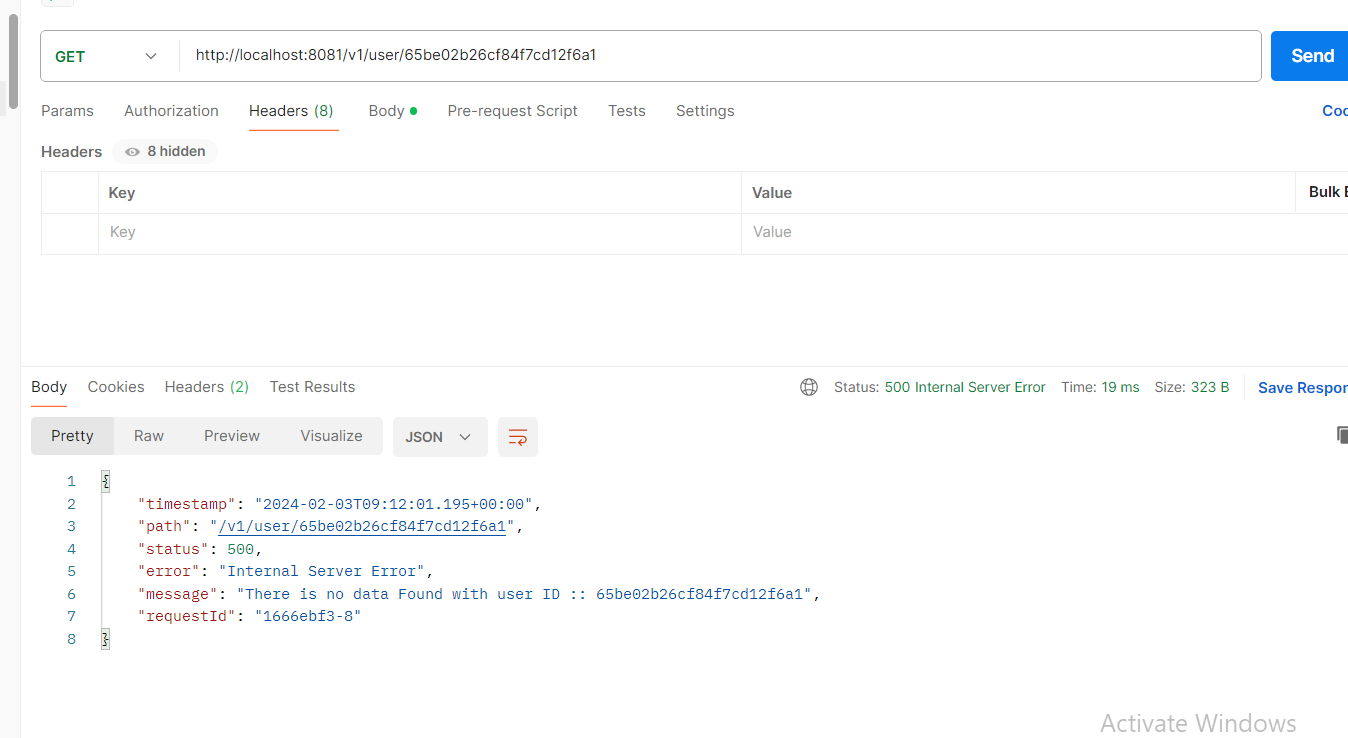 GET http://localhost:8081/v1/user/65be02b26cf84f7cd12f6a1 Send
Params Authorization Headers (8) Body Pre-request Script Tests Settings Coo
Headers 8 hidden
Key Value Bulk E
Key Value
Body Cookies Headers (2) Test Results Status: 500 Internal Server Error Time: 19 ms Size: 323 B Save Respon
Pretty Raw Preview Visualize JSON
1 {
2 "timestamp": "2024-02-03T09:12:01.195+00:00",
3 "path": "/v1/user/65be02b26cf84f7cd12f6a1",
4 "status": 500,
5 "error": "Internal Server Error",
6 "message": "There is no data Found with user ID :: 65be02b26cf84f7cd12f6a1",
7 "requestId": "1666ebf3-8"
8 }
Activate Windows